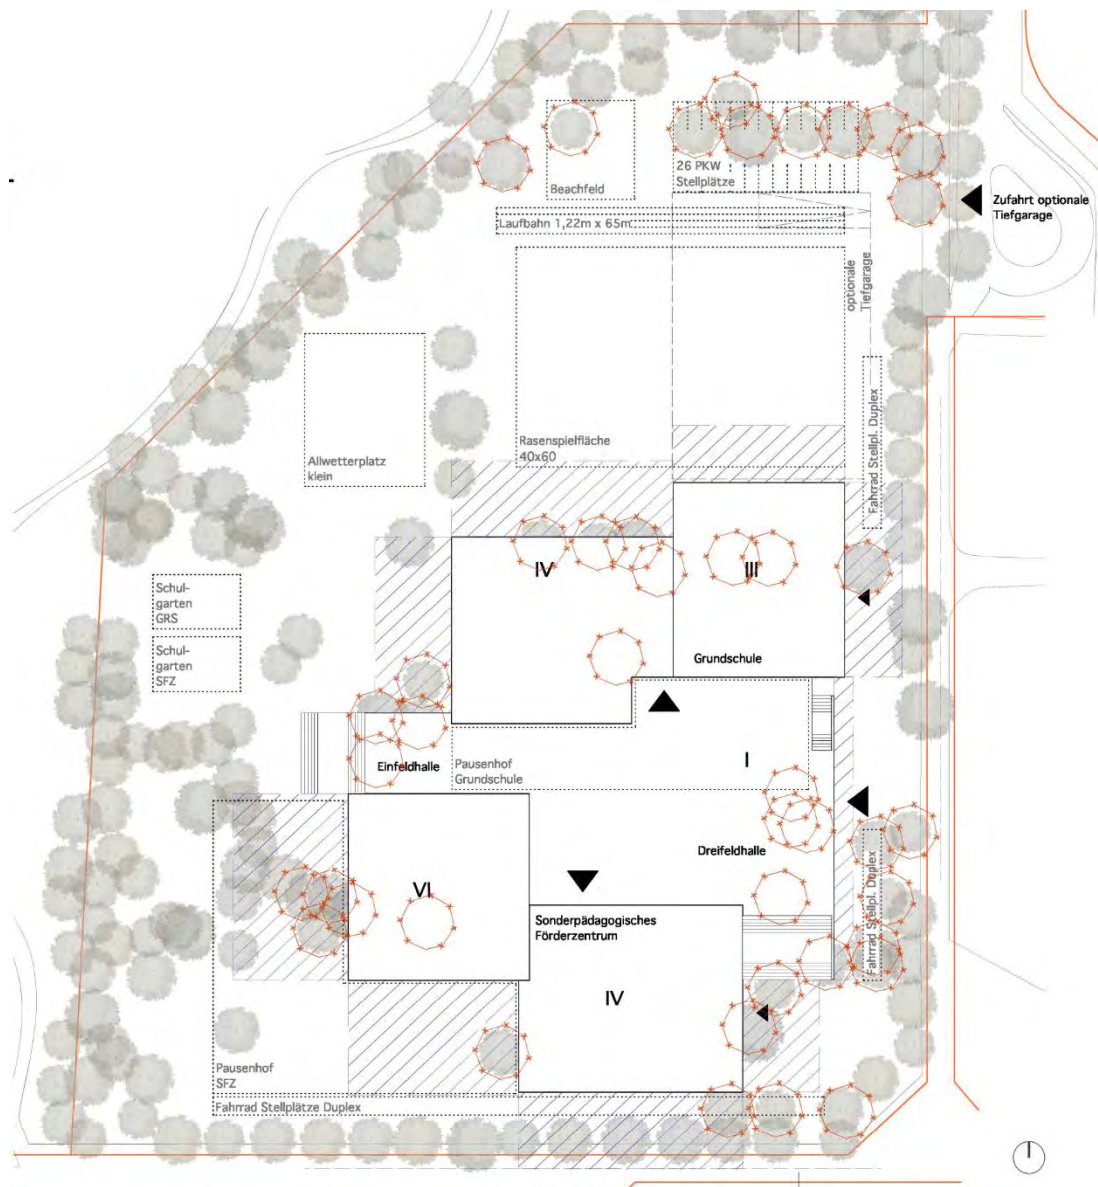 Beachfeld
26 PKW
Stellplätze
Zufahrt optionale
Tiefgarage
Laufbahn 1,22m x 65m
optionale
Tiefgarage
Rasenspielfläche
40x60
Allwetterplatz
klein
Fahrrad Stellpl. Duplex
IV
III
Schul-
garten
GRS
Schul-
garten
SFZ
Grundschule
Einfeldhalle
Pausenhof
Grundschule
I
Dreifeldhalle
VI
Sonderpädagogisches
Förderzentrum
Fahrrad Stellpl. Duplex
IV
Pausenhof
SFZ
Fahrrad Stellplätze Duplex